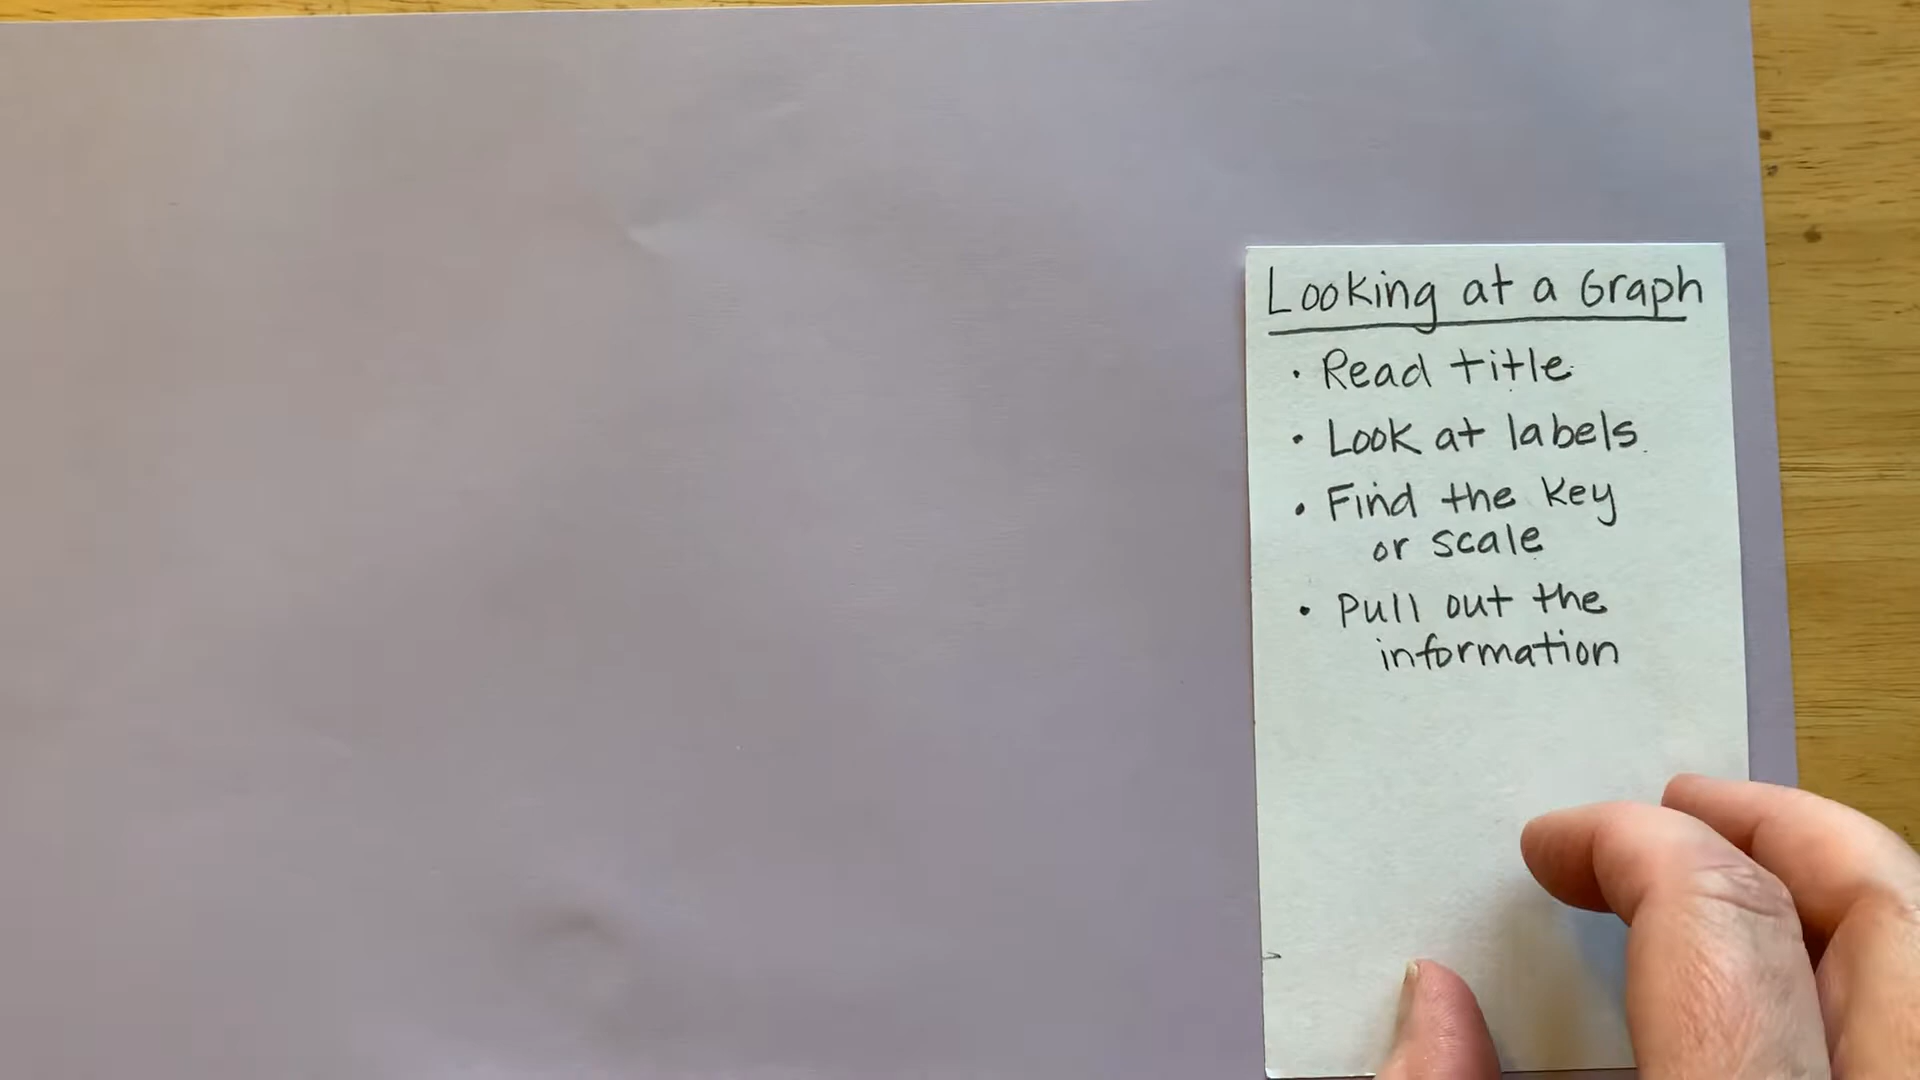 Looking at a Graph
• Read title
• Look at labels
• Find the key
or scale
• Pull out the
information